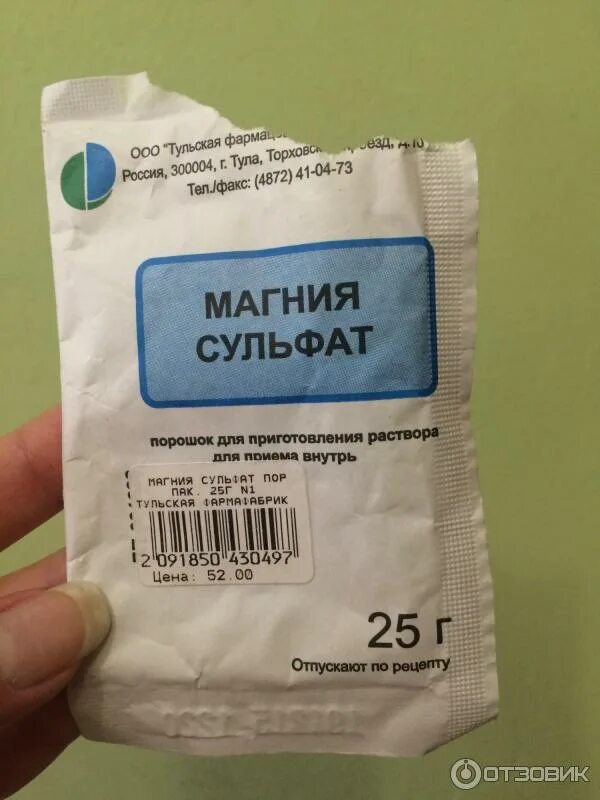 ООО "Тульская
Россия, 300004, г. Тула,
Тел./факс: (4872) 41-04-73
МАГНИЯ
СУЛЬФАТ
порошок для приготовления раствора
для приема внутрь
МАГНИЯ СУЛЬФАТ ПОР
ПАК. 25Г N1
ТУЛЬСКАЯ ФАРМАФАБРИК
2 091850 430497
Цена: 52.00
25 г
Отпускают по рецепту
ОТЗОВИК